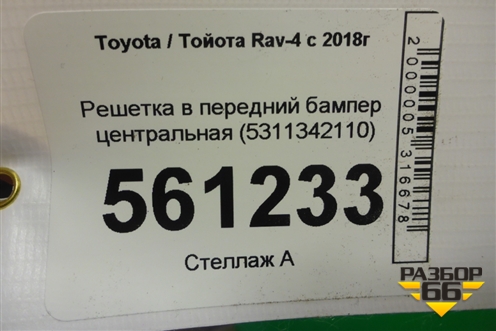 Toyota / Тойота Rav-4 с 2018г
Решетка в передний бампер
центральная (5311342110)
561233
Стеллаж А
2000005316678
РАЗБОР
66